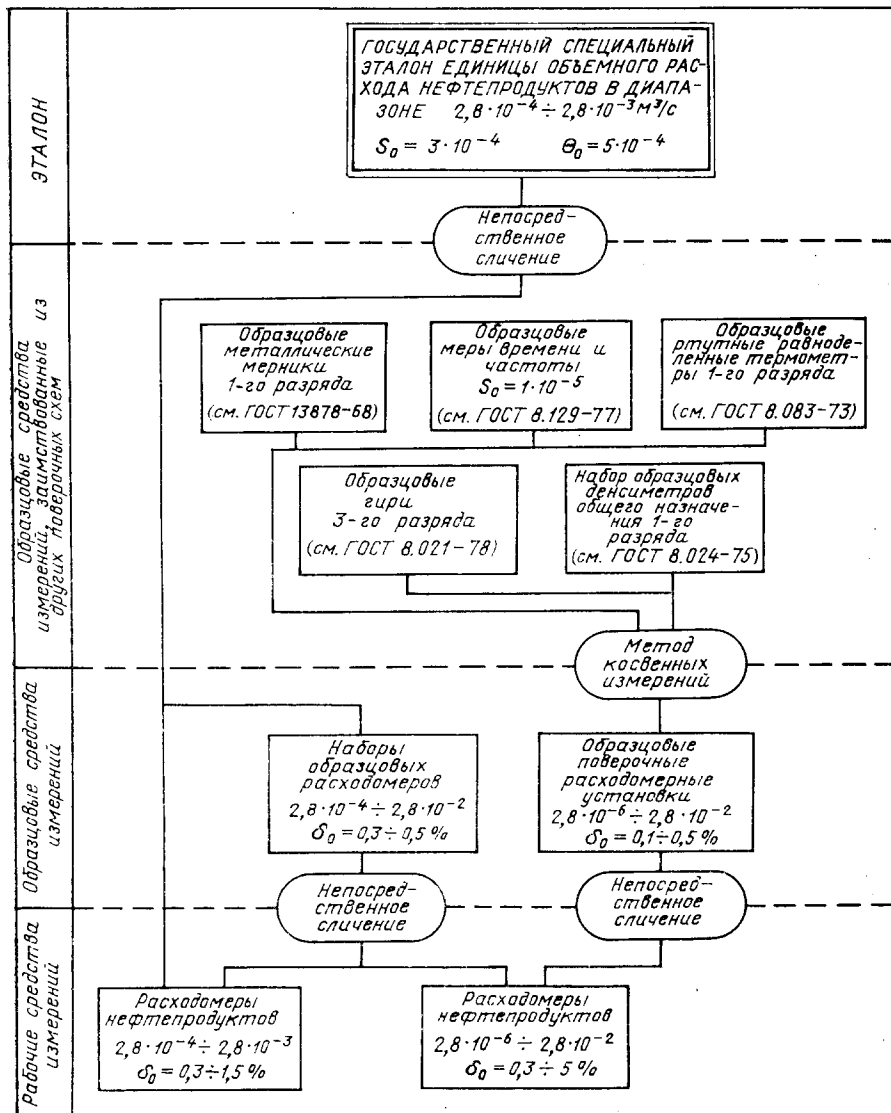 ЭТАЛОН
ГОСУДАРСТВЕННЫЙ СПЕЦИАЛЬНЫЙ
ЭТАЛОН ЕДИНИЦЫ ОБЪЕМНОГО РАС-
ХОДА НЕФТЕПРОДУКТОВ В ДИАПА-
ЗОНЕ 2,8·10⁻⁴ ÷ 2,8·10⁻³ м³/с
S₀ = 3·10⁻⁴ Θ₀ = 5·10⁻⁴
Непосред-
ственное
сличение
Образцовые средства
измерений, заимствованные из
других поверочных схем
Образцовые
металлические
мерники
1-го разряда
(см. ГОСТ 13878-68)
Образцовые
меры времени и
частоты
S₀ = 1·10⁻⁵
(см. ГОСТ 8.129-77)
Образцовые
ртутные равноде-
ленные термомет-
ры 1-го разряда
(см. ГОСТ 8.083-73)
Образцовые
гири
3-го разряда
(см. ГОСТ 8.021-78)
Набор образцовых
денсиметров
общего назначе-
ния 1-го
разряда
(см. ГОСТ 8.024-75)
Метод
косвенных
измерений
Образцовые средства
измерений
Наборы
образцовых
расходомеров
2,8·10⁻⁴ ÷ 2,8·10⁻²
δ₀ = 0,3÷0,5 %
Образцовые
поверочные
расходомерные
установки
2,8·10⁻⁶ ÷ 2,8·10⁻²
δ₀ = 0,1÷0,5 %
Непосред-
ственное
сличение
Непосред-
ственное
сличение
Рабочие средства
измерений
Расходомеры
нефтепродуктов
2,8·10⁻⁴ ÷ 2,8·10⁻³
δ₀ = 0,3÷1,5 %
Расходомеры
нефтепродуктов
2,8·10⁻⁶ ÷ 2,8·10⁻²
δ₀ = 0,3 ÷ 5 %